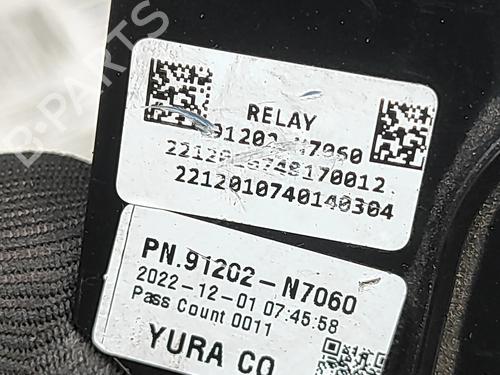 B-PARTS
RELAY
91202-N7060
2212010740140304
PN.91202-N7060
2022-12-01 07:45:58
Pass Count 0011
YURA CO